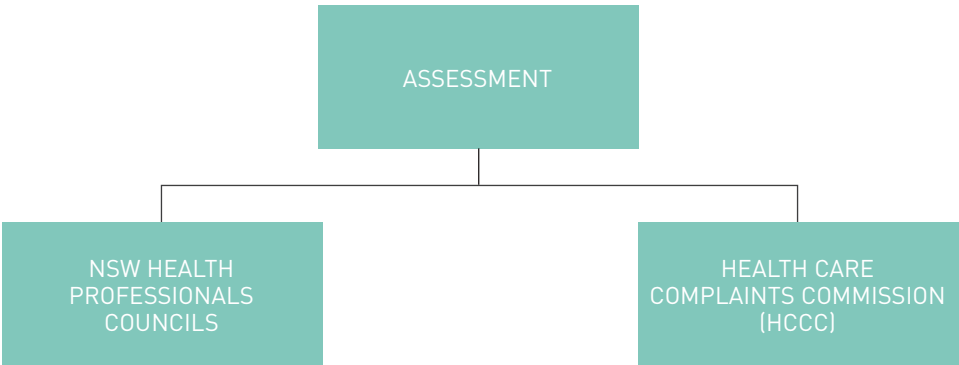 ASSESSMENT
NSW HEALTH
PROFESSIONALS
COUNCILS
HEALTH CARE
COMPLAINTS COMMISSION
(HCCC)